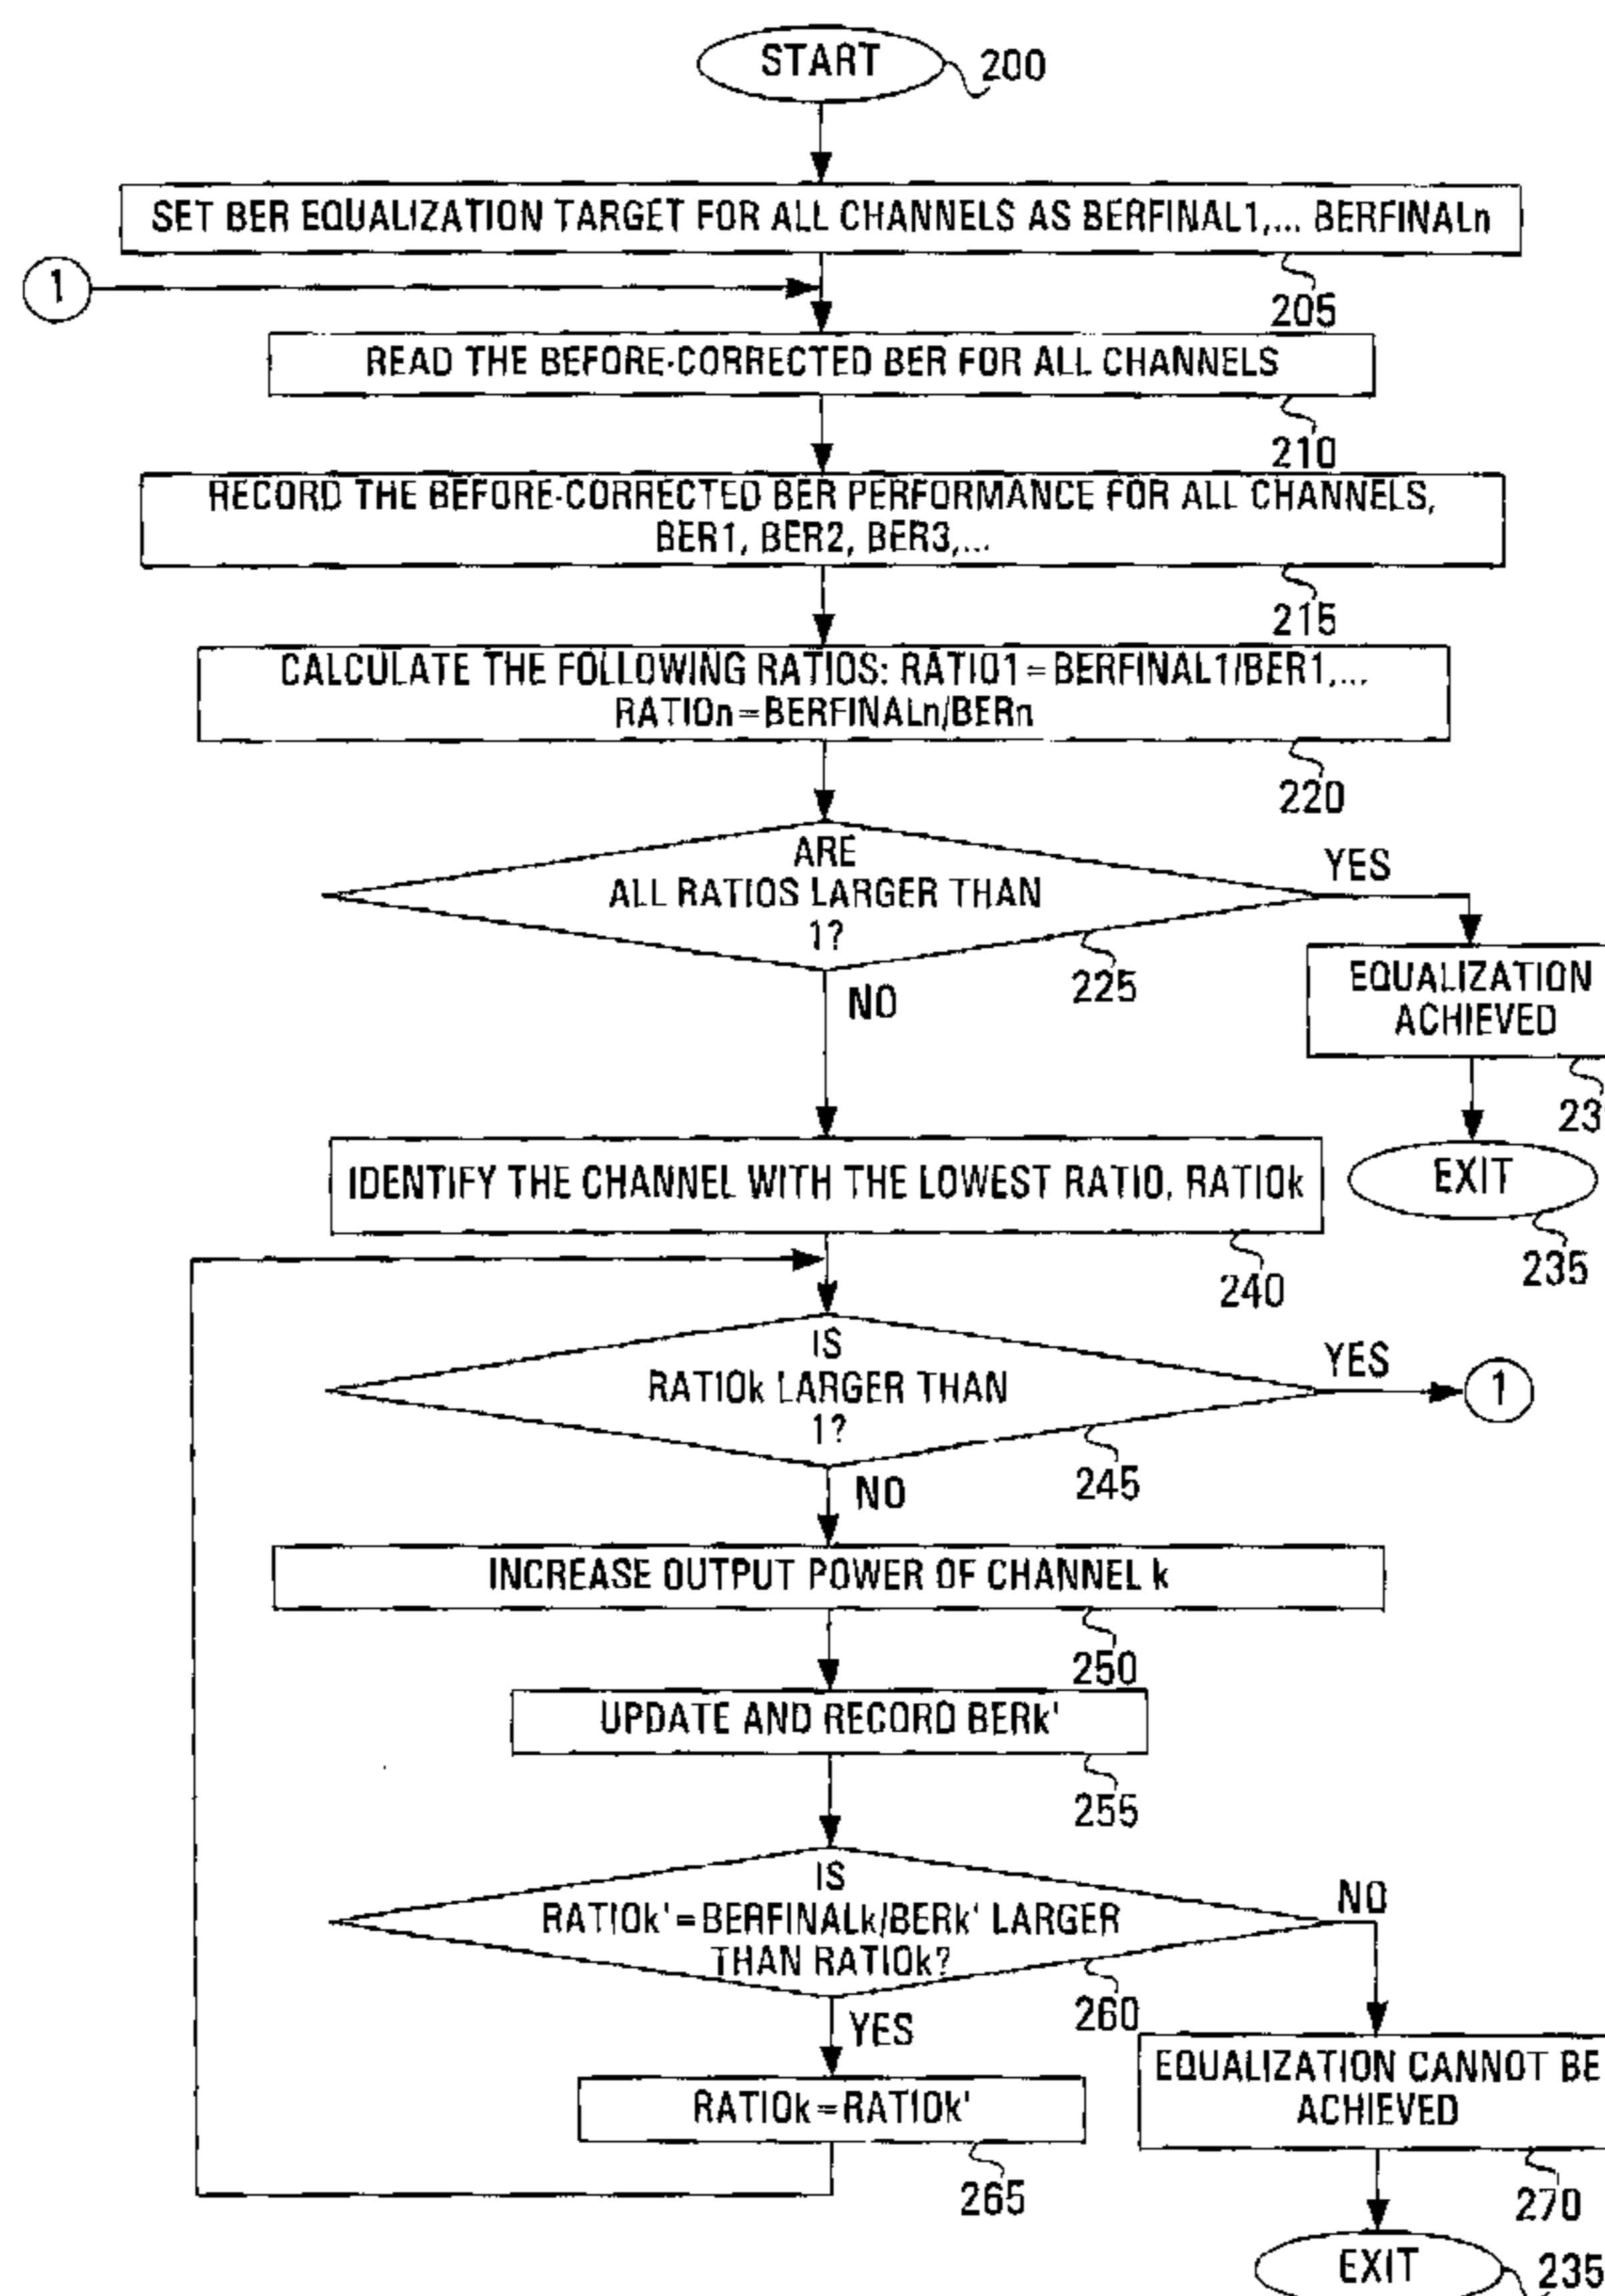 START
200
SET BER EQUALIZATION TARGET FOR ALL CHANNELS AS BERFINAL1,... BERFINALn
1
205
READ THE BEFORE-CORRECTED BER FOR ALL CHANNELS
210
RECORD THE BEFORE-CORRECTED BER PERFORMANCE FOR ALL CHANNELS,
BER1, BER2, BER3,...
215
CALCULATE THE FOLLOWING RATIOS: RATIO1=BERFINAL1/BER1,...
RATIOn=BERFINALn/BERn
220
ARE
ALL RATIOS LARGER THAN
1?
YES
225
NO
EQUALIZATION
ACHIEVED
23
EXIT
235
IDENTIFY THE CHANNEL WITH THE LOWEST RATIO, RATIOk
240
IS
RATIOk LARGER THAN
1?
YES
1
245
NO
INCREASE OUTPUT POWER OF CHANNEL k
250
UPDATE AND RECORD BERk'
255
IS
RATIOk'=BERFINALk/BERk' LARGER
THAN RATIOk?
NO
260
YES
RATIOk=RATIOk'
265
EQUALIZATION CANNOT BE
ACHIEVED
270
EXIT
235